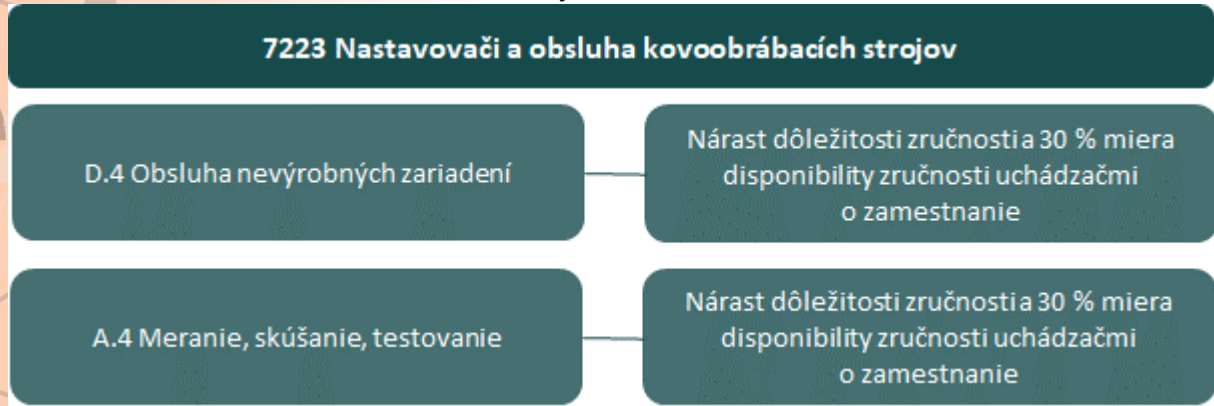 7223 Nastavovači a obsluha kovoobrábacích strojov
D.4 Obsluha nevýrobných zariadení
Nárast dôležitosti zručnosti a 30 % miera
disponibility zručnosti uchádzačmi
o zamestnanie
A.4 Meranie, skúšanie, testovanie
Nárast dôležitosti zručnosti a 30 % miera
disponibility zručnosti uchádzačmi
o zamestnanie